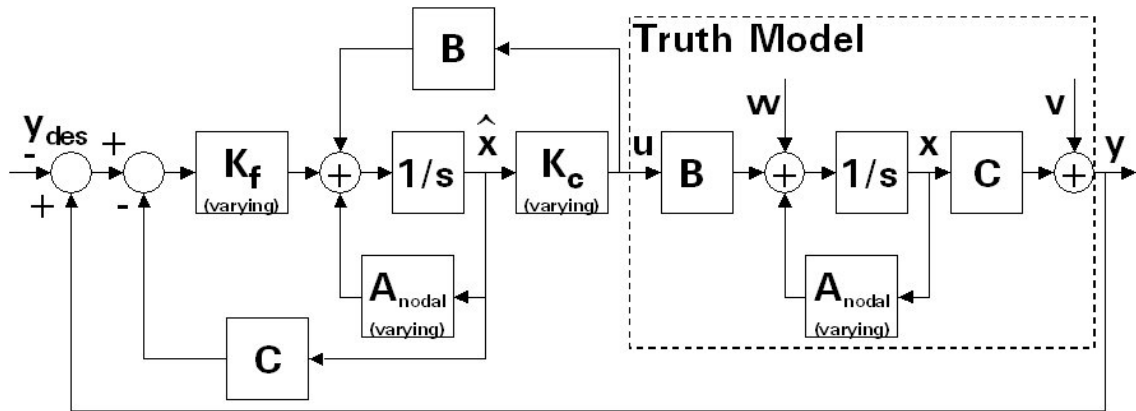 B
Truth Model
w
v
y_des
-
+
+
-
K_f
(varying)
+
1/s
x̂
K_c
(varying)
u
B
+
1/s
x
C
+
y
A_nodal
(varying)
A_nodal
(varying)
C